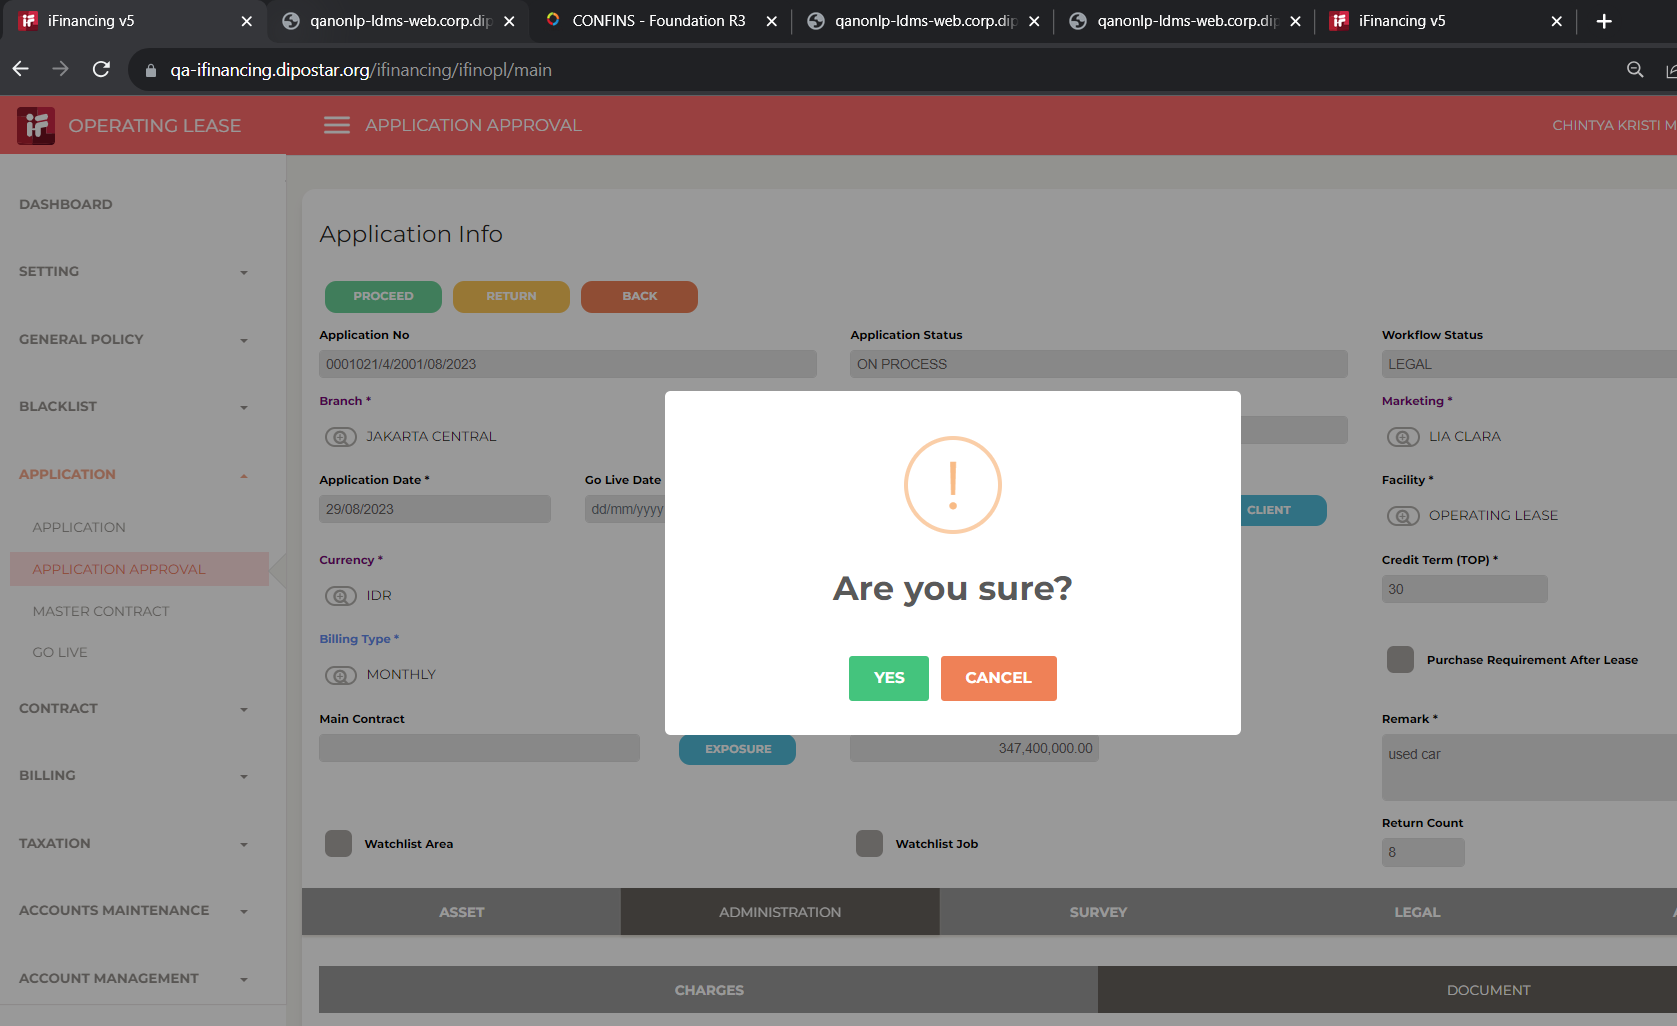 iFinancing v5
qanonlp-ldms-web.corp.dip
CONFINS - Foundation R3
qanonlp-ldms-web.corp.dip
qanonlp-ldms-web.corp.dip
iFinancing v5
qa-ifinancing.dipostar.org/ifinancing/ifinopl/main
iF OPERATING LEASE
APPLICATION APPROVAL
CHINTYA KRISTI M
DASHBOARD
SETTING
GENERAL POLICY
BLACKLIST
APPLICATION
APPLICATION
APPLICATION APPROVAL
MASTER CONTRACT
GO LIVE
CONTRACT
BILLING
TAXATION
ACCOUNTS MAINTENANCE
ACCOUNT MANAGEMENT
Application Info
PROCEED
RETURN
BACK
Application No
Application Status
Workflow Status
0001021/4/2001/08/2023
ON PROCESS
LEGAL
Branch *
Marketing *
JAKARTA CENTRAL
LIA CLARA
Application Date *
Go Live Date
Facility *
29/08/2023
dd/mm/yyyy
CLIENT
OPERATING LEASE
Currency *
Credit Term (TOP) *
IDR
30
Billing Type *
MONTHLY
Purchase Requirement After Lease
Main Contract
Remark *
EXPOSURE
347,400,000.00
used car
Return Count
8
Watchlist Area
Watchlist Job
!
Are you sure?
YES
CANCEL
ASSET
ADMINISTRATION
SURVEY
LEGAL
CHARGES
DOCUMENT